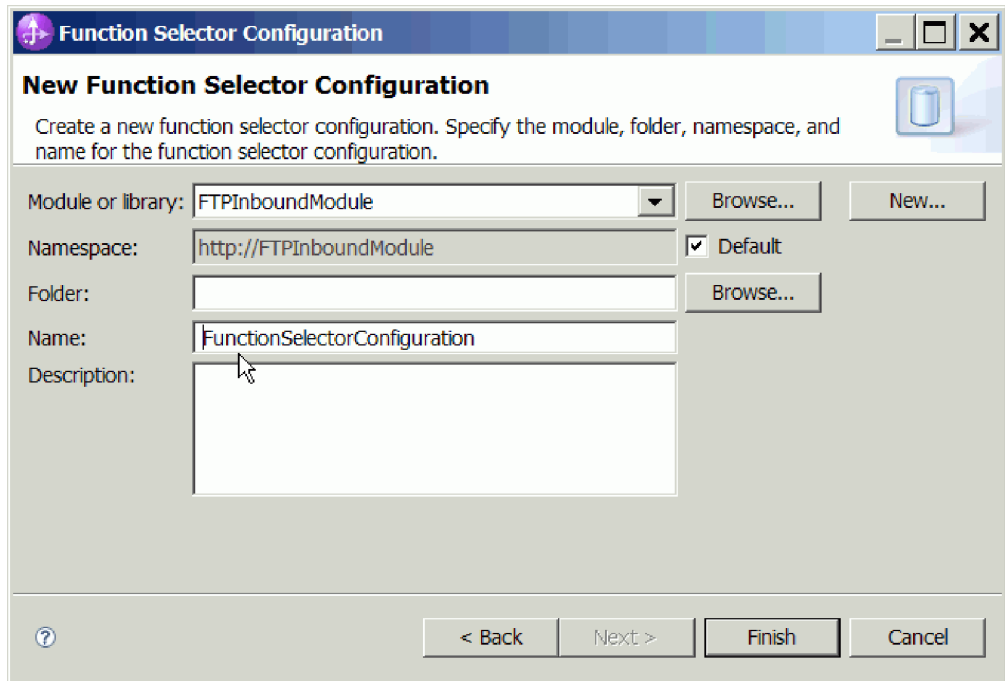 Function Selector Configuration
New Function Selector Configuration
Create a new function selector configuration. Specify the module, folder, namespace, and
name for the function selector configuration.
Module or library: FTPInboundModule Browse... New...
Namespace: http://FTPInboundModule Default
Folder: Browse...
Name: FunctionSelectorConfiguration
Description:
? < Back Next > Finish Cancel